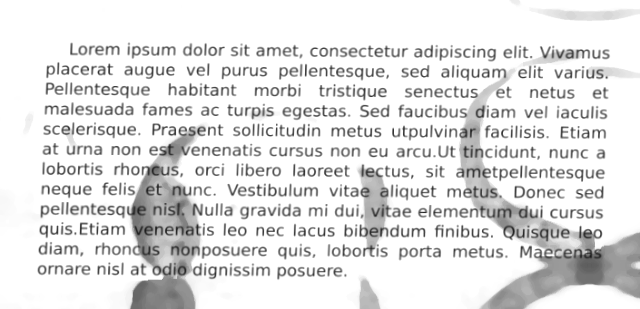 Lorem ipsum dolor sit amet, consectetur adipiscing elit. Vivamus
placerat augue vel purus pellentesque, sed aliquam elit varius.
Pellentesque habitant morbi tristique senectus et netus et
malesuada fames ac turpis egestas. Sed faucibus diam vel iaculis
scelerisque. Praesent sollicitudin metus utpulvinar facilisis. Etiam
at urna non est venenatis cursus non eu arcu.Ut tincidunt, nunc a
lobortis rhoncus, orci libero laoreet lectus, sit ametpellentesque
neque felis et nunc. Vestibulum vitae aliquet metus. Donec sed
pellentesque nisl. Nulla gravida mi dui, vitae elementum dui cursus
quis.Etiam venenatis leo nec lacus bibendum finibus. Quisque leo
diam, rhoncus nonposuere quis, lobortis porta metus. Maecenas
ornare nisl at odio dignissim posuere.